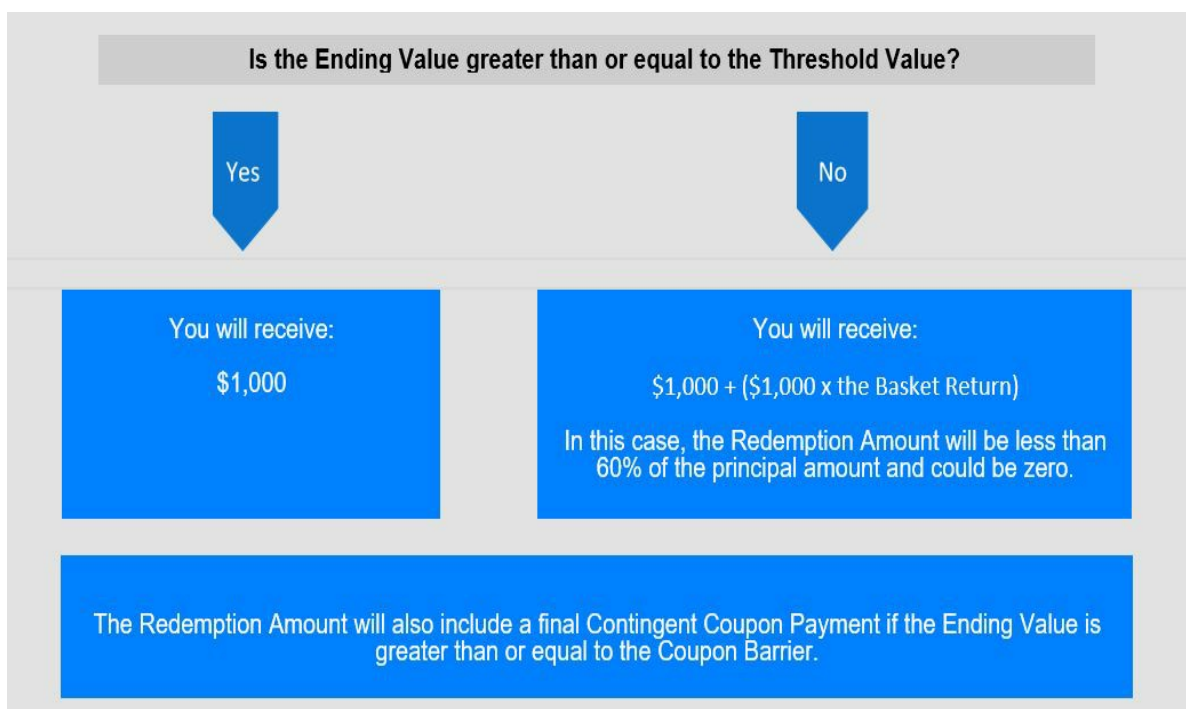 Is the Ending Value greater than or equal to the Threshold Value?
Yes
No
You will receive:
$1,000
You will receive:
$1,000 + ($1,000 x the Basket Return)
In this case, the Redemption Amount will be less than
60% of the principal amount and could be zero.
The Redemption Amount will also include a final Contingent Coupon Payment if the Ending Value is
greater than or equal to the Coupon Barrier.